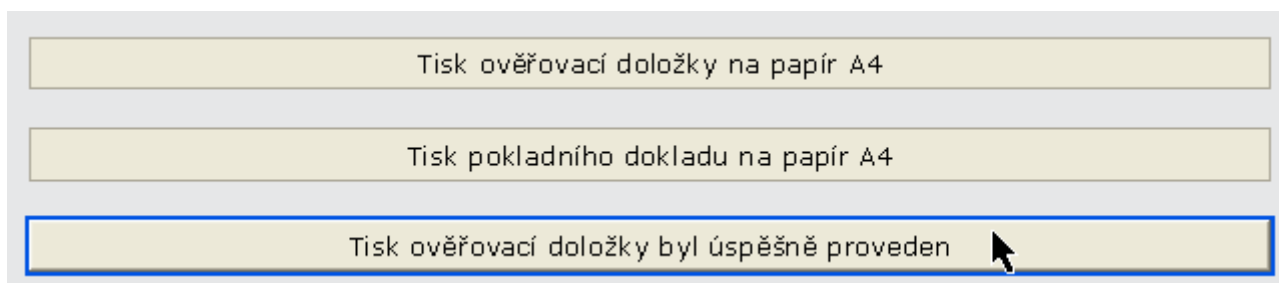 Tisk ověřovací doložky na papír A4
Tisk pokladního dokladu na papír A4
Tisk ověřovací doložky byl úspěšně proveden